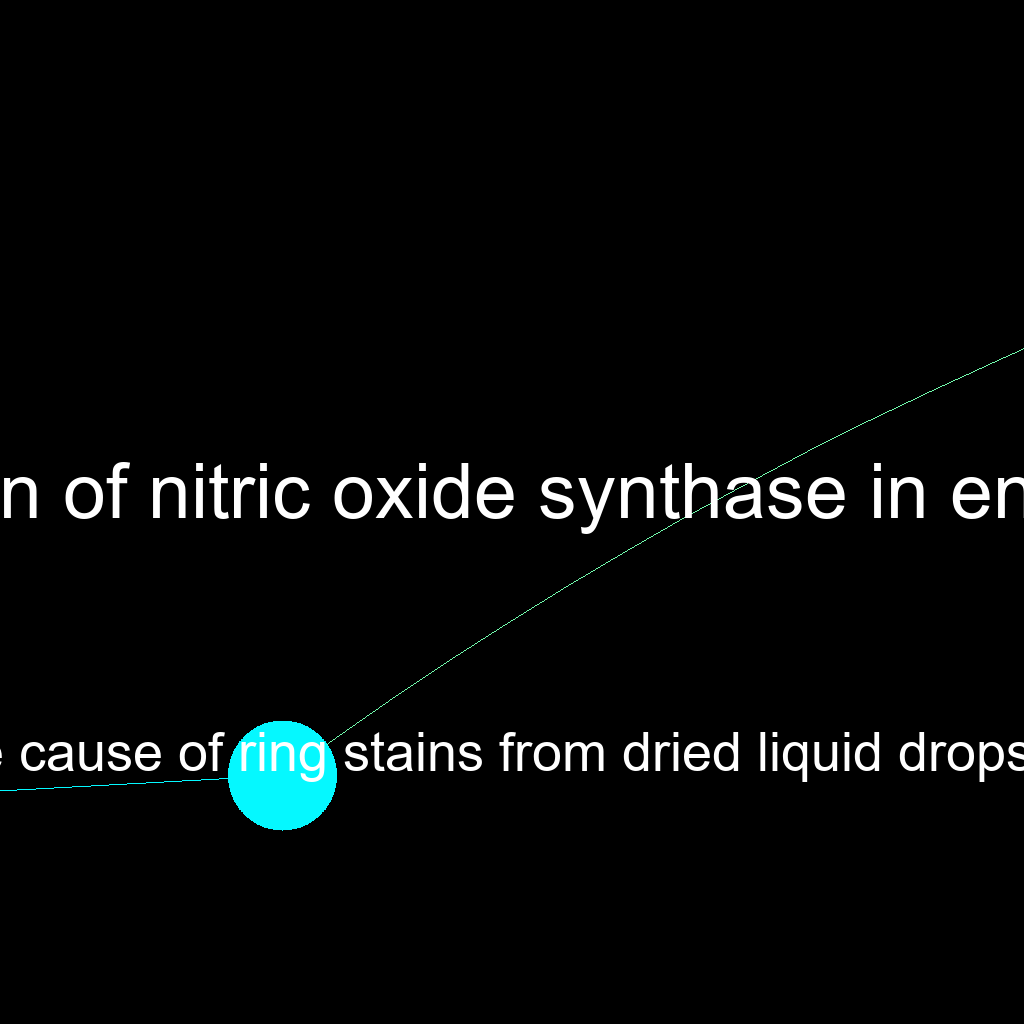 n of nitric oxide synthase in en
e cause of ring stains from dried liquid drops